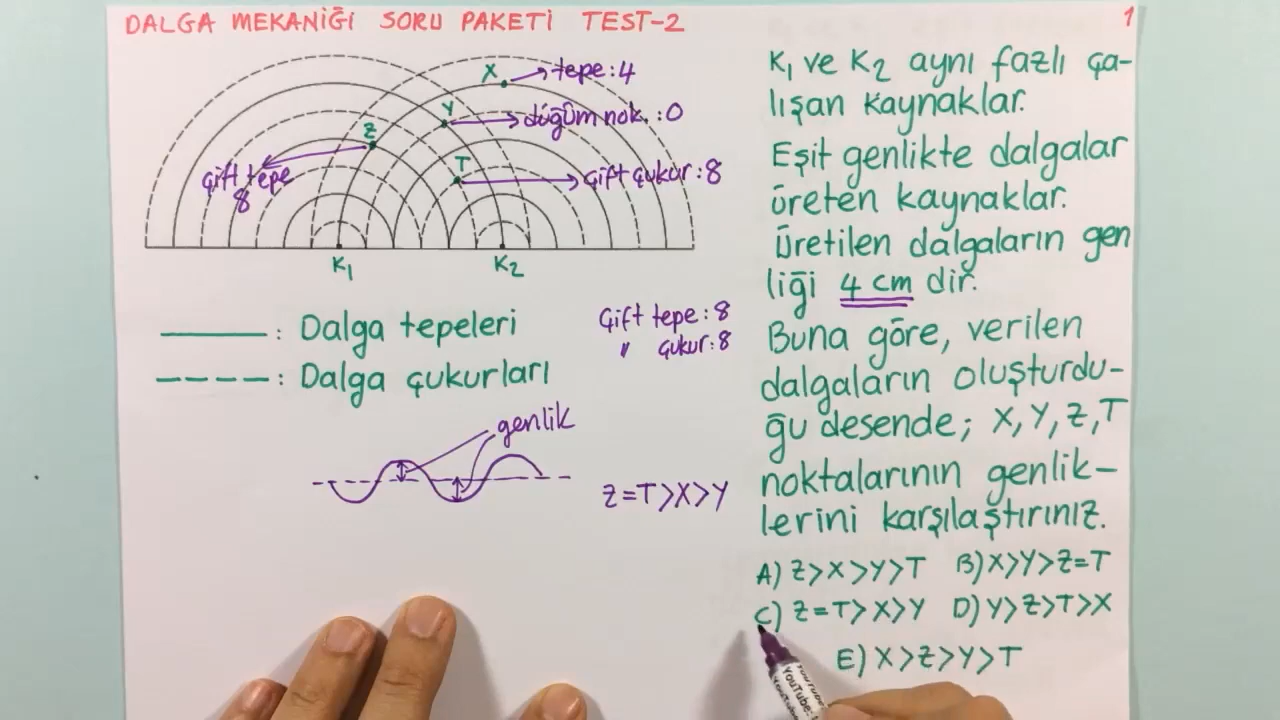 DALGA MEKANİĞİ SORU PAKETİ TEST-2
1
X
tepe:4
Y
düğüm nok. :0
Z
çift tepe
8
T
çift çukur:8
K1
K2
K1 ve K2 aynı fazlı ça-
lışan kaynaklar.
Eşit genlikte dalgalar
üreten kaynaklar.
Üretilen dalgaların gen
liği 4 cm dir.
Buna göre, verilen
dalgaların oluşturdu-
ğu desende; X, Y, Z, T
noktalarının genlik-
lerini karşılaştırınız.
A) Z>X>Y>T B) X>Y>Z=T
C) Z=T>X>Y D) Y>Z>T>X
E) X>Z>Y>T
: Dalga tepeleri
: Dalga çukurları
Çift tepe:8
" çukur:8
genlik
Z=T>X>Y
YouTube:
YouTube: